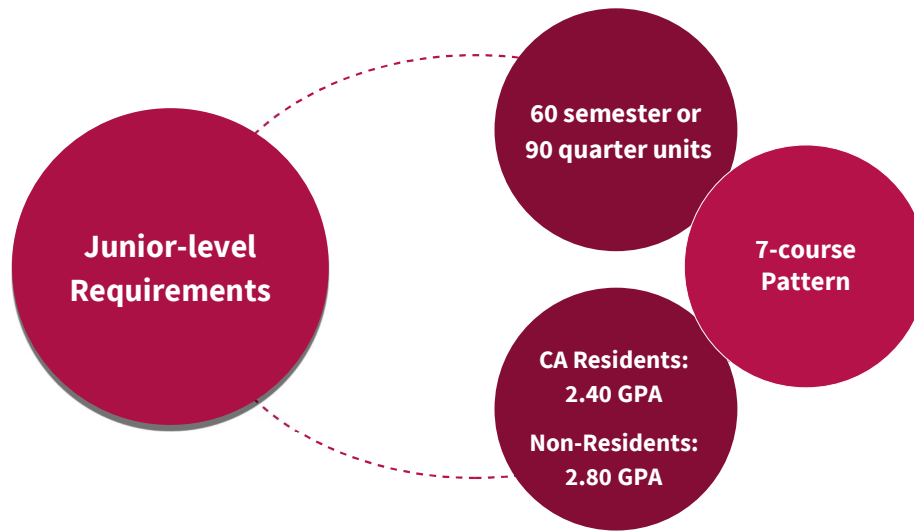 Junior-level
Requirements
60 semester or
90 quarter units
7-course
Pattern
CA Residents:
2.40 GPA
Non-Residents:
2.80 GPA